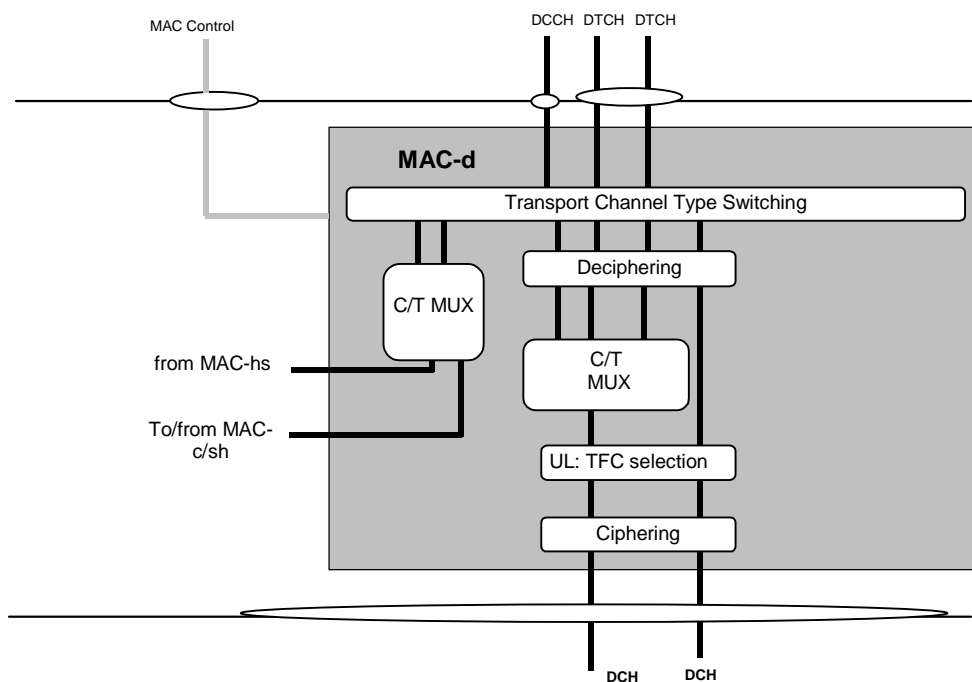 MAC Control
DCCH DTCH DTCH
MAC-d
Transport Channel Type Switching
Deciphering
C/T MUX
from MAC-hs
C/T
MUX
To/from MAC-
c/sh
UL: TFC selection
Ciphering
DCH DCH